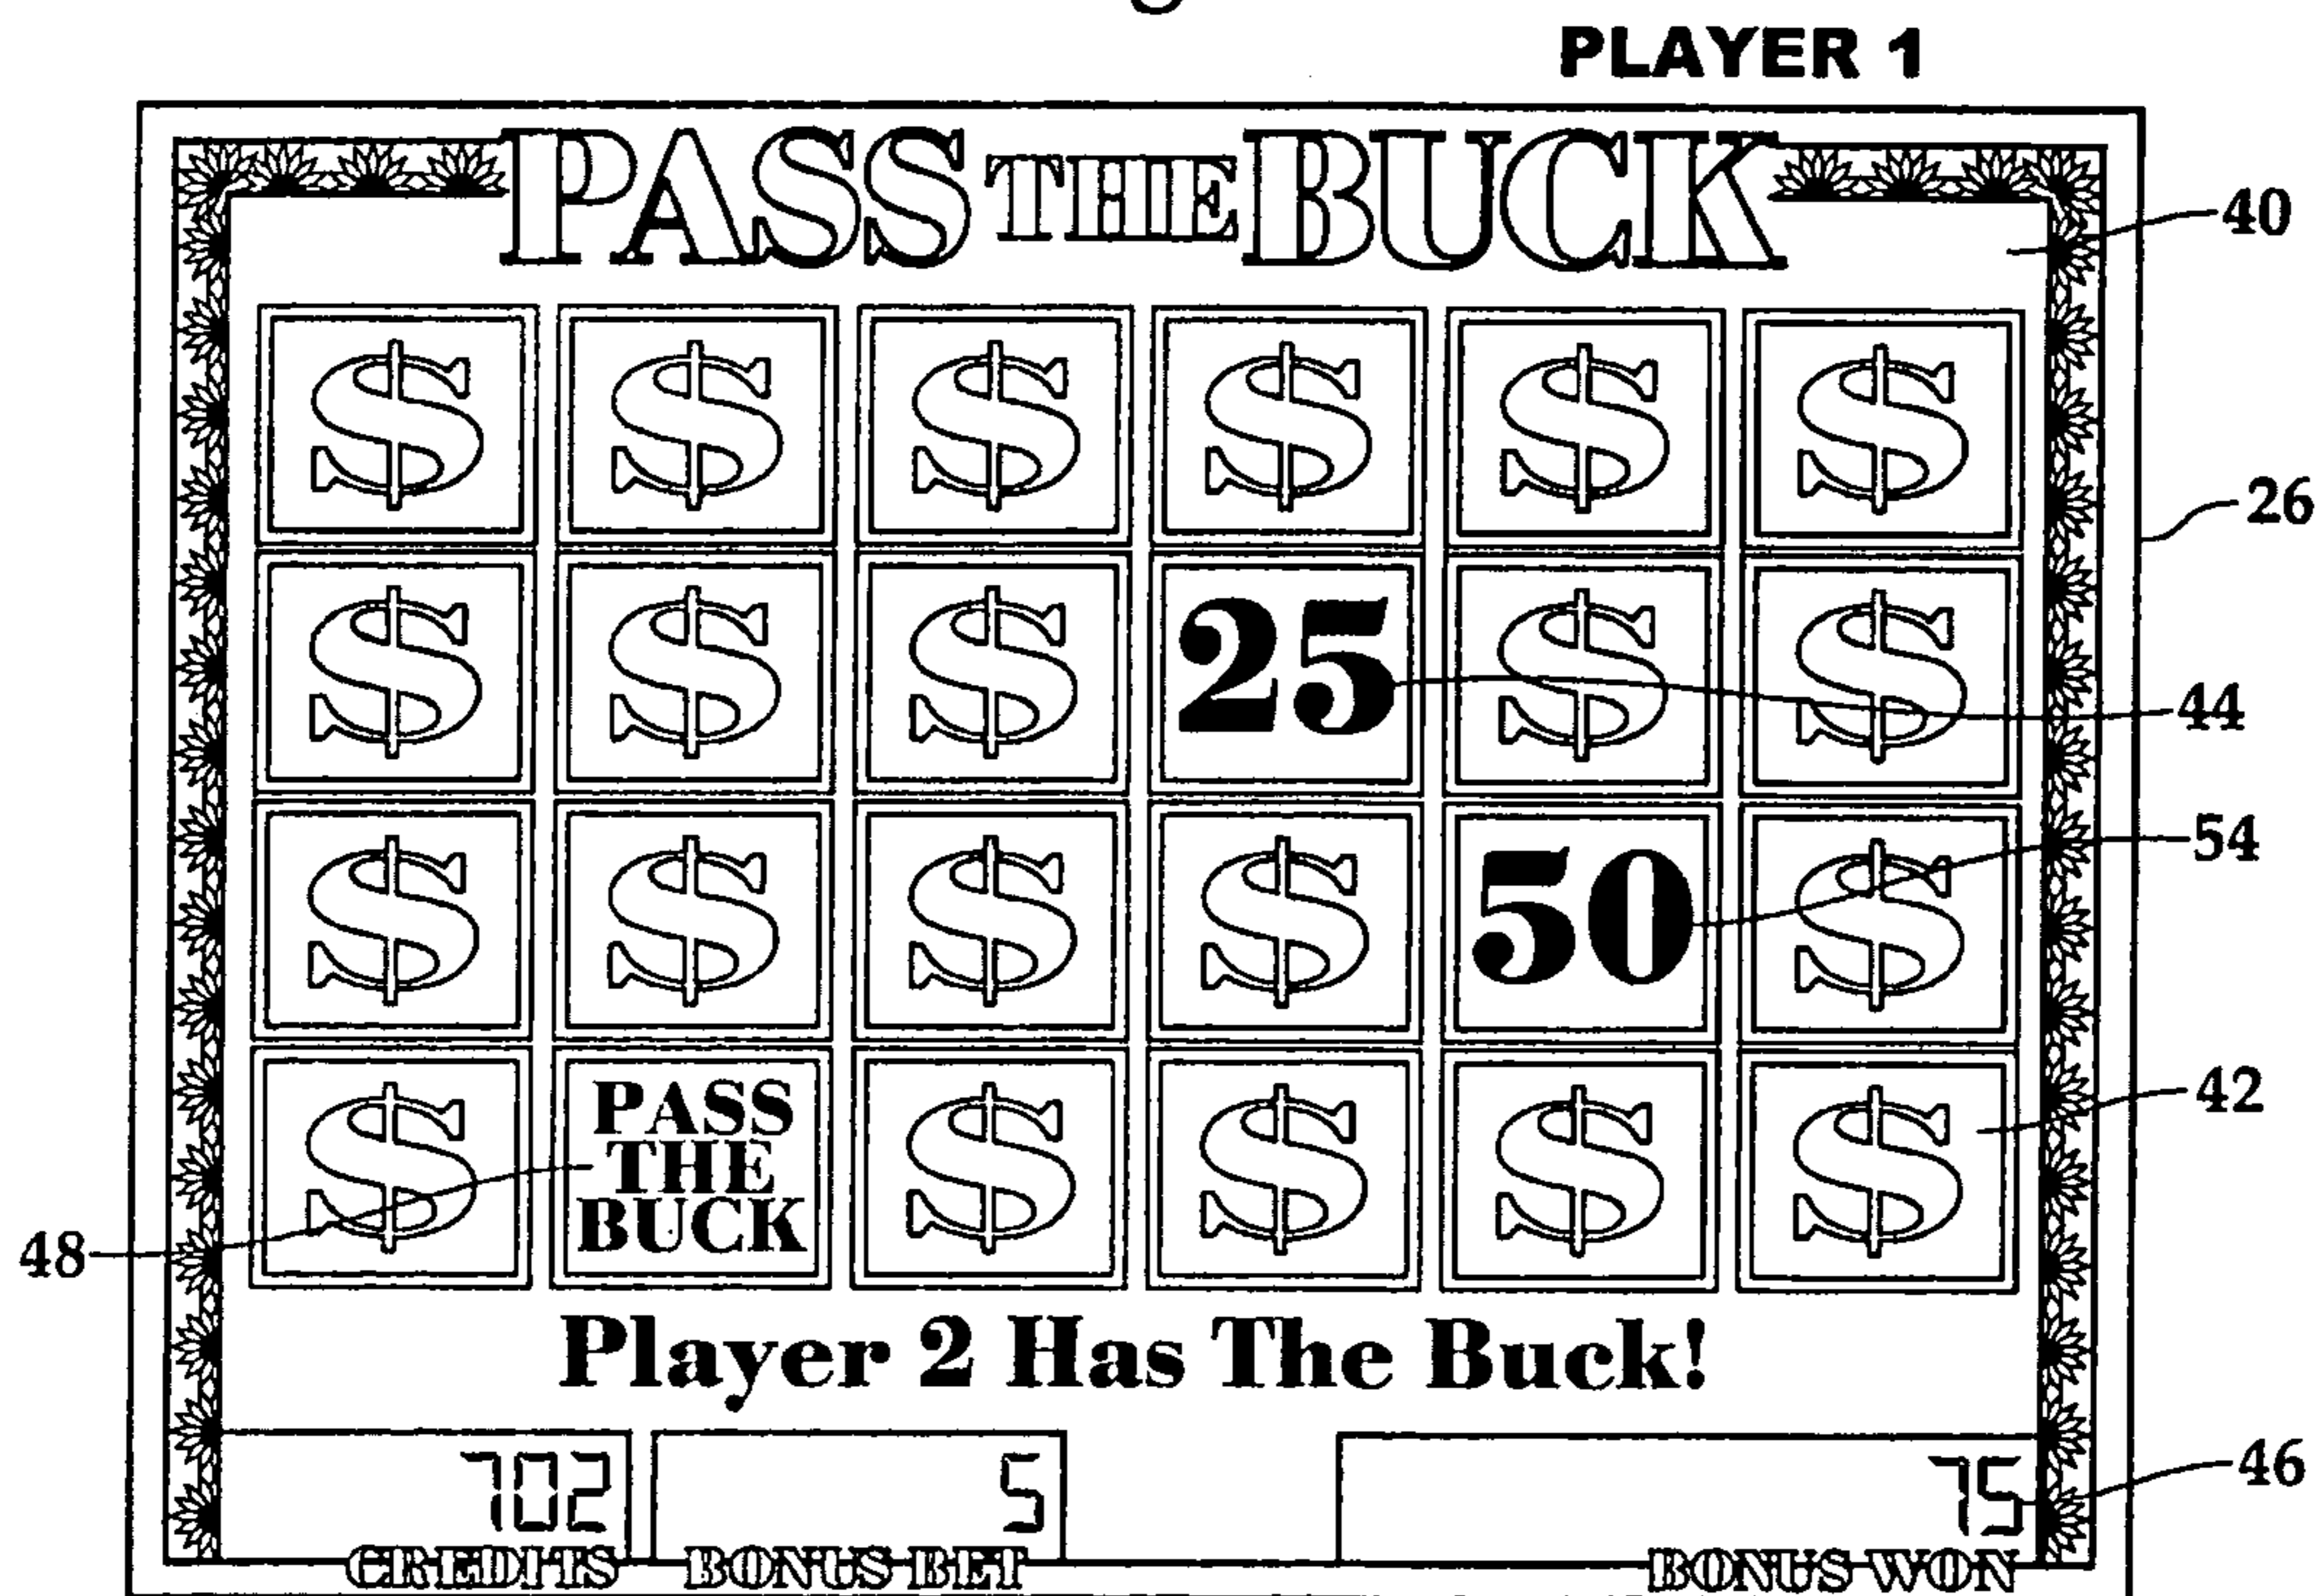 PLAYER 1
PASS THE BUCK
40
$ $ $ $ $ $
26
$ $ $ 25 $ $
44
$ $ $ $ 50 $
54
$ PASS THE BUCK $ $ $ $
42
48
Player 2 Has The Buck!
702 5 75
46
CREDITS BONUS BET BONUS WON